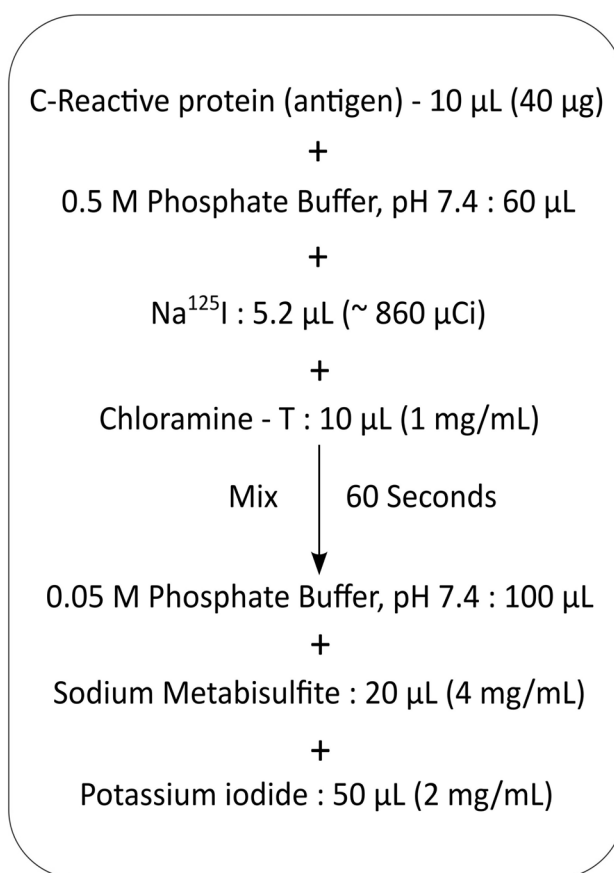 C-Reactive protein (antigen) - 10 µL (40 µg)
+
0.5 M Phosphate Buffer, pH 7.4 : 60 µL
+
Na¹²⁵I : 5.2 µL (~ 860 µCi)
+
Chloramine - T : 10 µL (1 mg/mL)
Mix 60 Seconds
0.05 M Phosphate Buffer, pH 7.4 : 100 µL
+
Sodium Metabisulfite : 20 µL (4 mg/mL)
+
Potassium iodide : 50 µL (2 mg/mL)